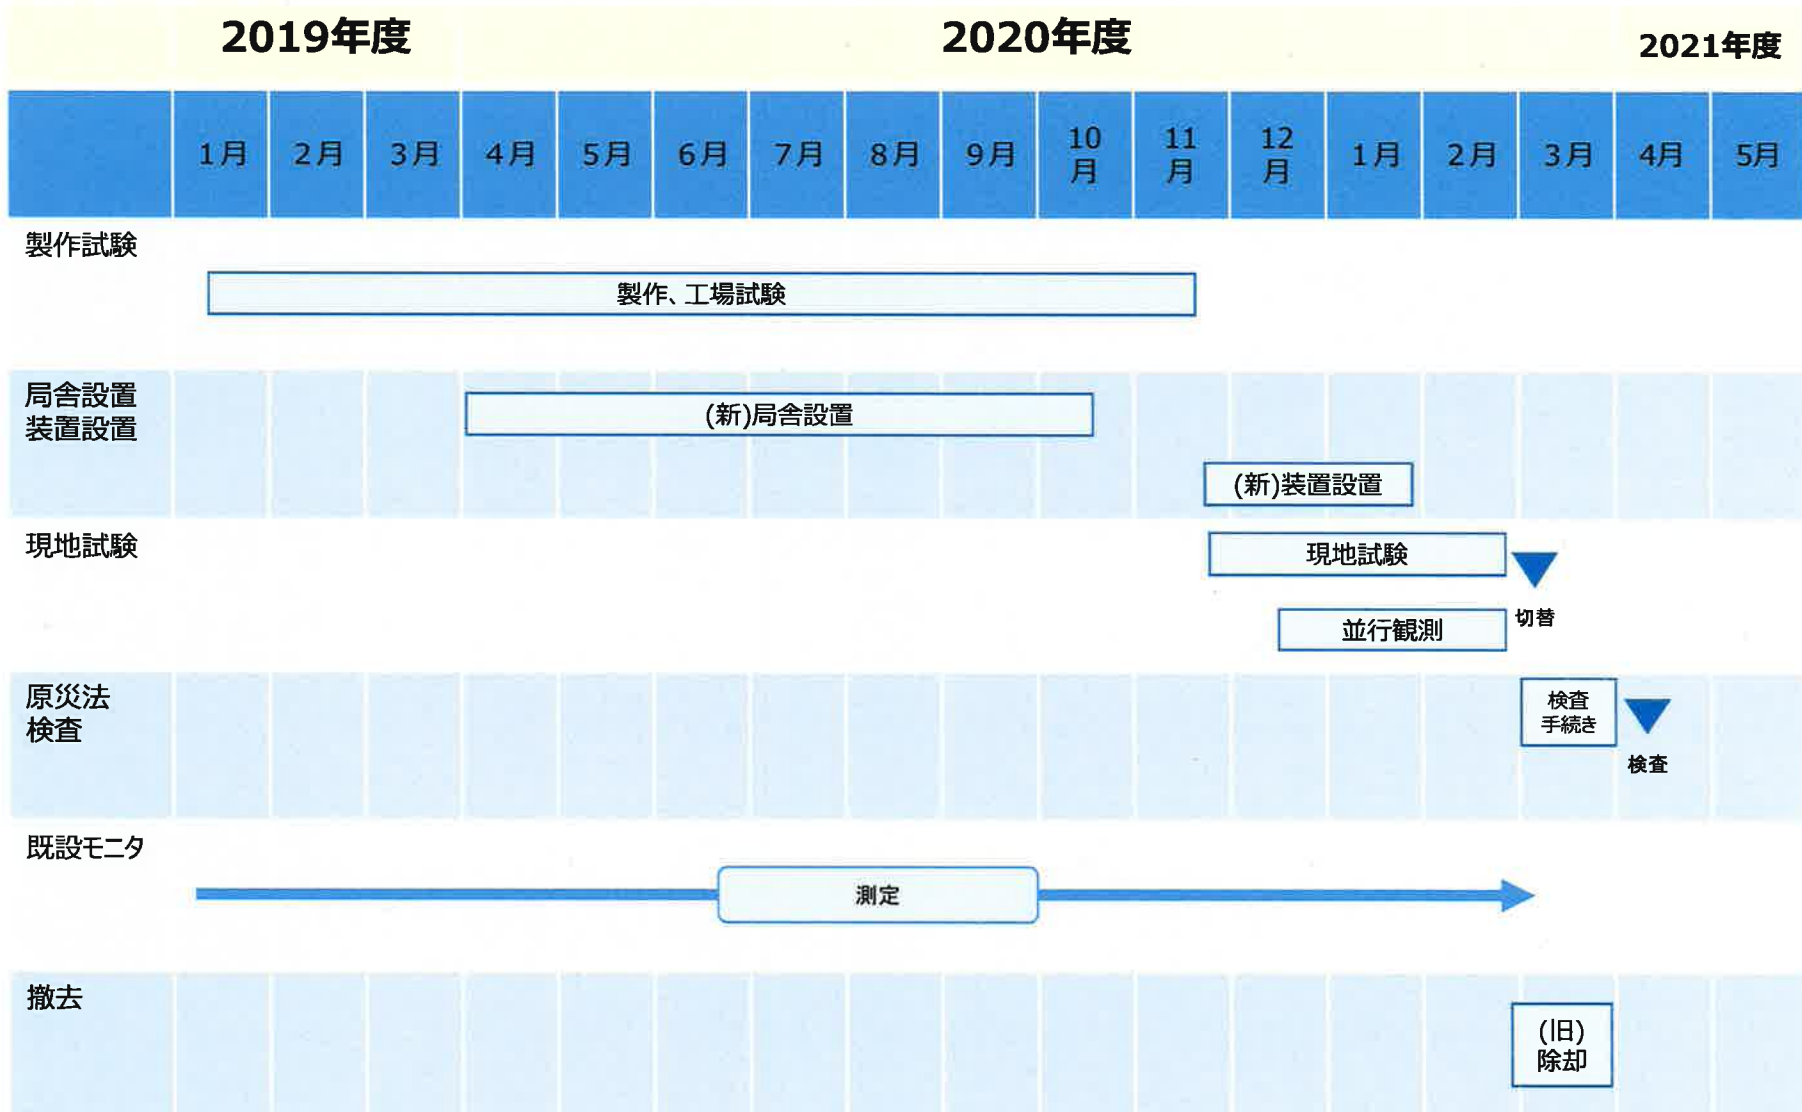 2019年度
2020年度
2021年度
1月
2月
3月
4月
5月
6月
7月
8月
9月
10
月
11
月
12
月
1月
2月
3月
4月
5月
製作試験
製作、工場試験
局舎設置
装置設置
(新)局舎設置
(新)装置設置
現地試験
現地試験
切替
並行観測
原災法
検査
検査
手続き
検査
既設モニタ
測定
撤去
(旧)
除却